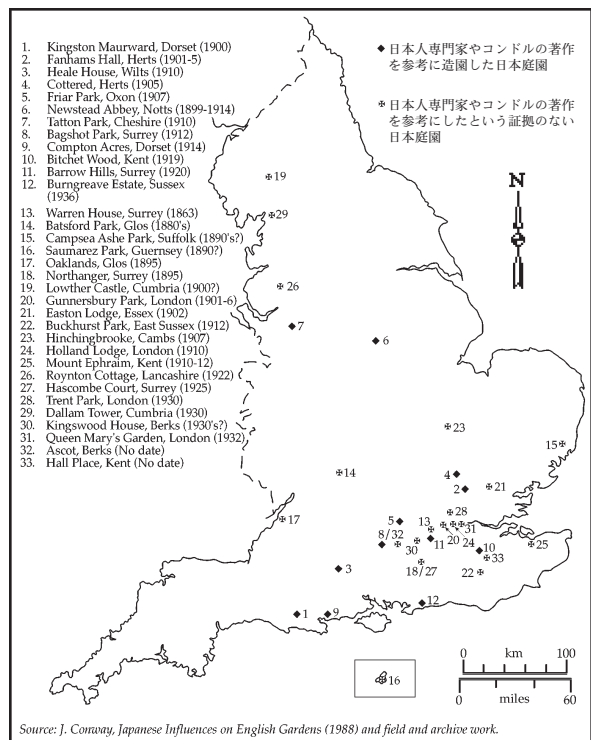 1. Kingston Maurward, Dorset (1900)
2. Fanhams Hall, Herts (1901-5)
3. Heale House, Wilts (1910)
4. Cottered, Herts (1905)
5. Friar Park, Oxon (1907)
6. Newstead Abbey, Notts (1899-1914)
7. Tatton Park, Cheshire (1910)
8. Bagshot Park, Surrey (1912)
9. Compton Acres, Dorset (1914)
10. Bitchet Wood, Kent (1919)
11. Barrow Hills, Surrey (1920)
12. Burngreave Estate, Sussex
(1936)
13. Warren House, Surrey (1863)
14. Batsford Park, Glos (1880's)
15. Campsea Ashe Park, Suffolk (1890's?)
16. Saumarez Park, Guernsey (1890?)
17. Oaklands, Glos (1895)
18. Northanger, Surrey (1895)
19. Lowther Castle, Cumbria (1900?)
20. Gunnersbury Park, London (1901-6)
21. Easton Lodge, Essex (1902)
22. Buckhurst Park, East Sussex (1912)
23. Hinchingbrooke, Cambs (1907)
24. Holland Lodge, London (1910)
25. Mount Ephraim, Kent (1910-12)
26. Roynton Cottage, Lancashire (1922)
27. Hascombe Court, Surrey (1925)
28. Trent Park, London (1930)
29. Dallam Tower, Cumbria (1930)
30. Kingswood House, Berks (1930's?)
31. Queen Mary's Garden, London (1932)
32. Ascot, Berks (No date)
33. Hall Place, Kent (No date)
日本人専門家やコンドルの著作
を参考に造園した日本庭園
日本人専門家やコンドルの著作
を参考にしたという証拠のない
日本庭園
N
19
29
26
7
6
23
15
14
4
2
21
17
28
5
13
31
8/32
20
24
30
11
10
25
33
18/27
22
3
12
1
9
16
0 km 100
0 miles 60
Source: J. Conway, Japanese Influences on English Gardens (1988) and field and archive work.